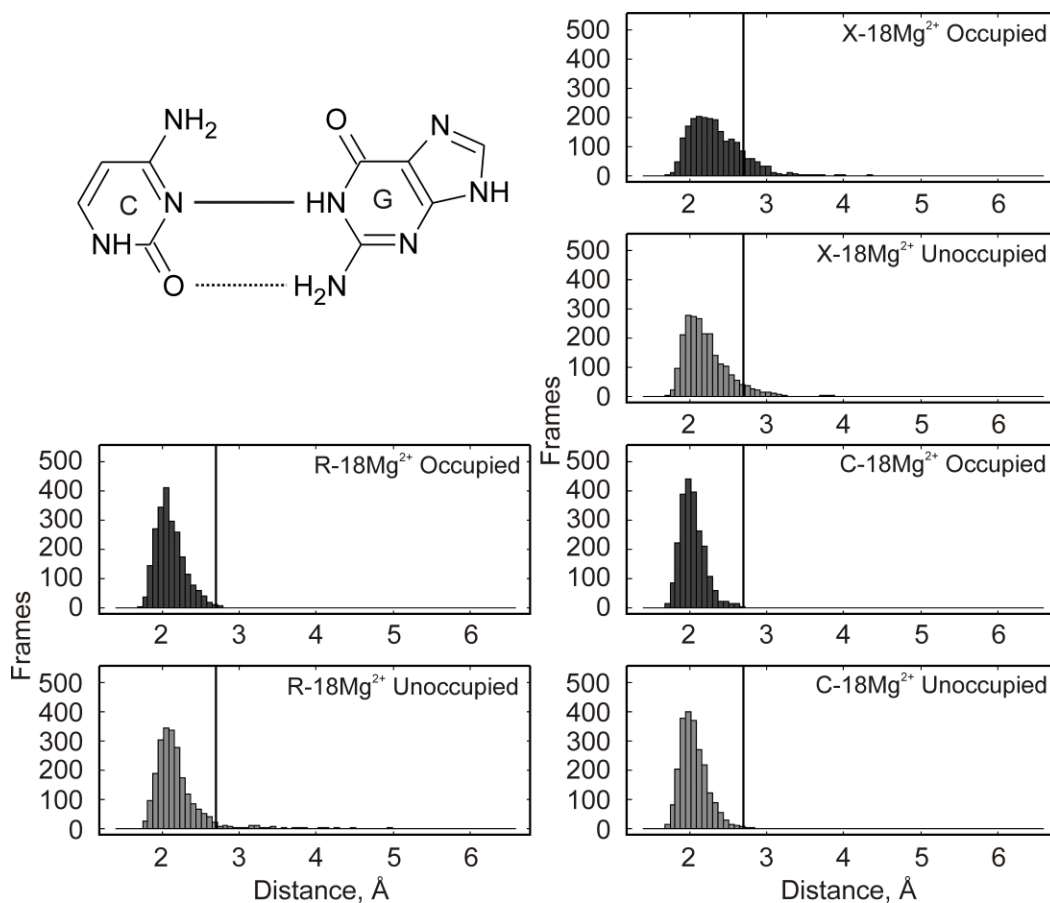 NH2
O
N
C
N
HN
G
NH
NH
N
O
H2N
500
400
300
200
100
0
X-18Mg²⁺ Occupied
2 3 4 5 6
500
400
300
200
100
0
X-18Mg²⁺ Unoccupied
2 3 4 5 6
Frames
500
400
300
200
100
0
R-18Mg²⁺ Occupied
2 3 4 5 6
500
400
300
200
100
0
C-18Mg²⁺ Occupied
2 3 4 5 6
Frames
500
400
300
200
100
0
R-18Mg²⁺ Unoccupied
2 3 4 5 6
Distance, Å
500
400
300
200
100
0
C-18Mg²⁺ Unoccupied
2 3 4 5 6
Distance, Å